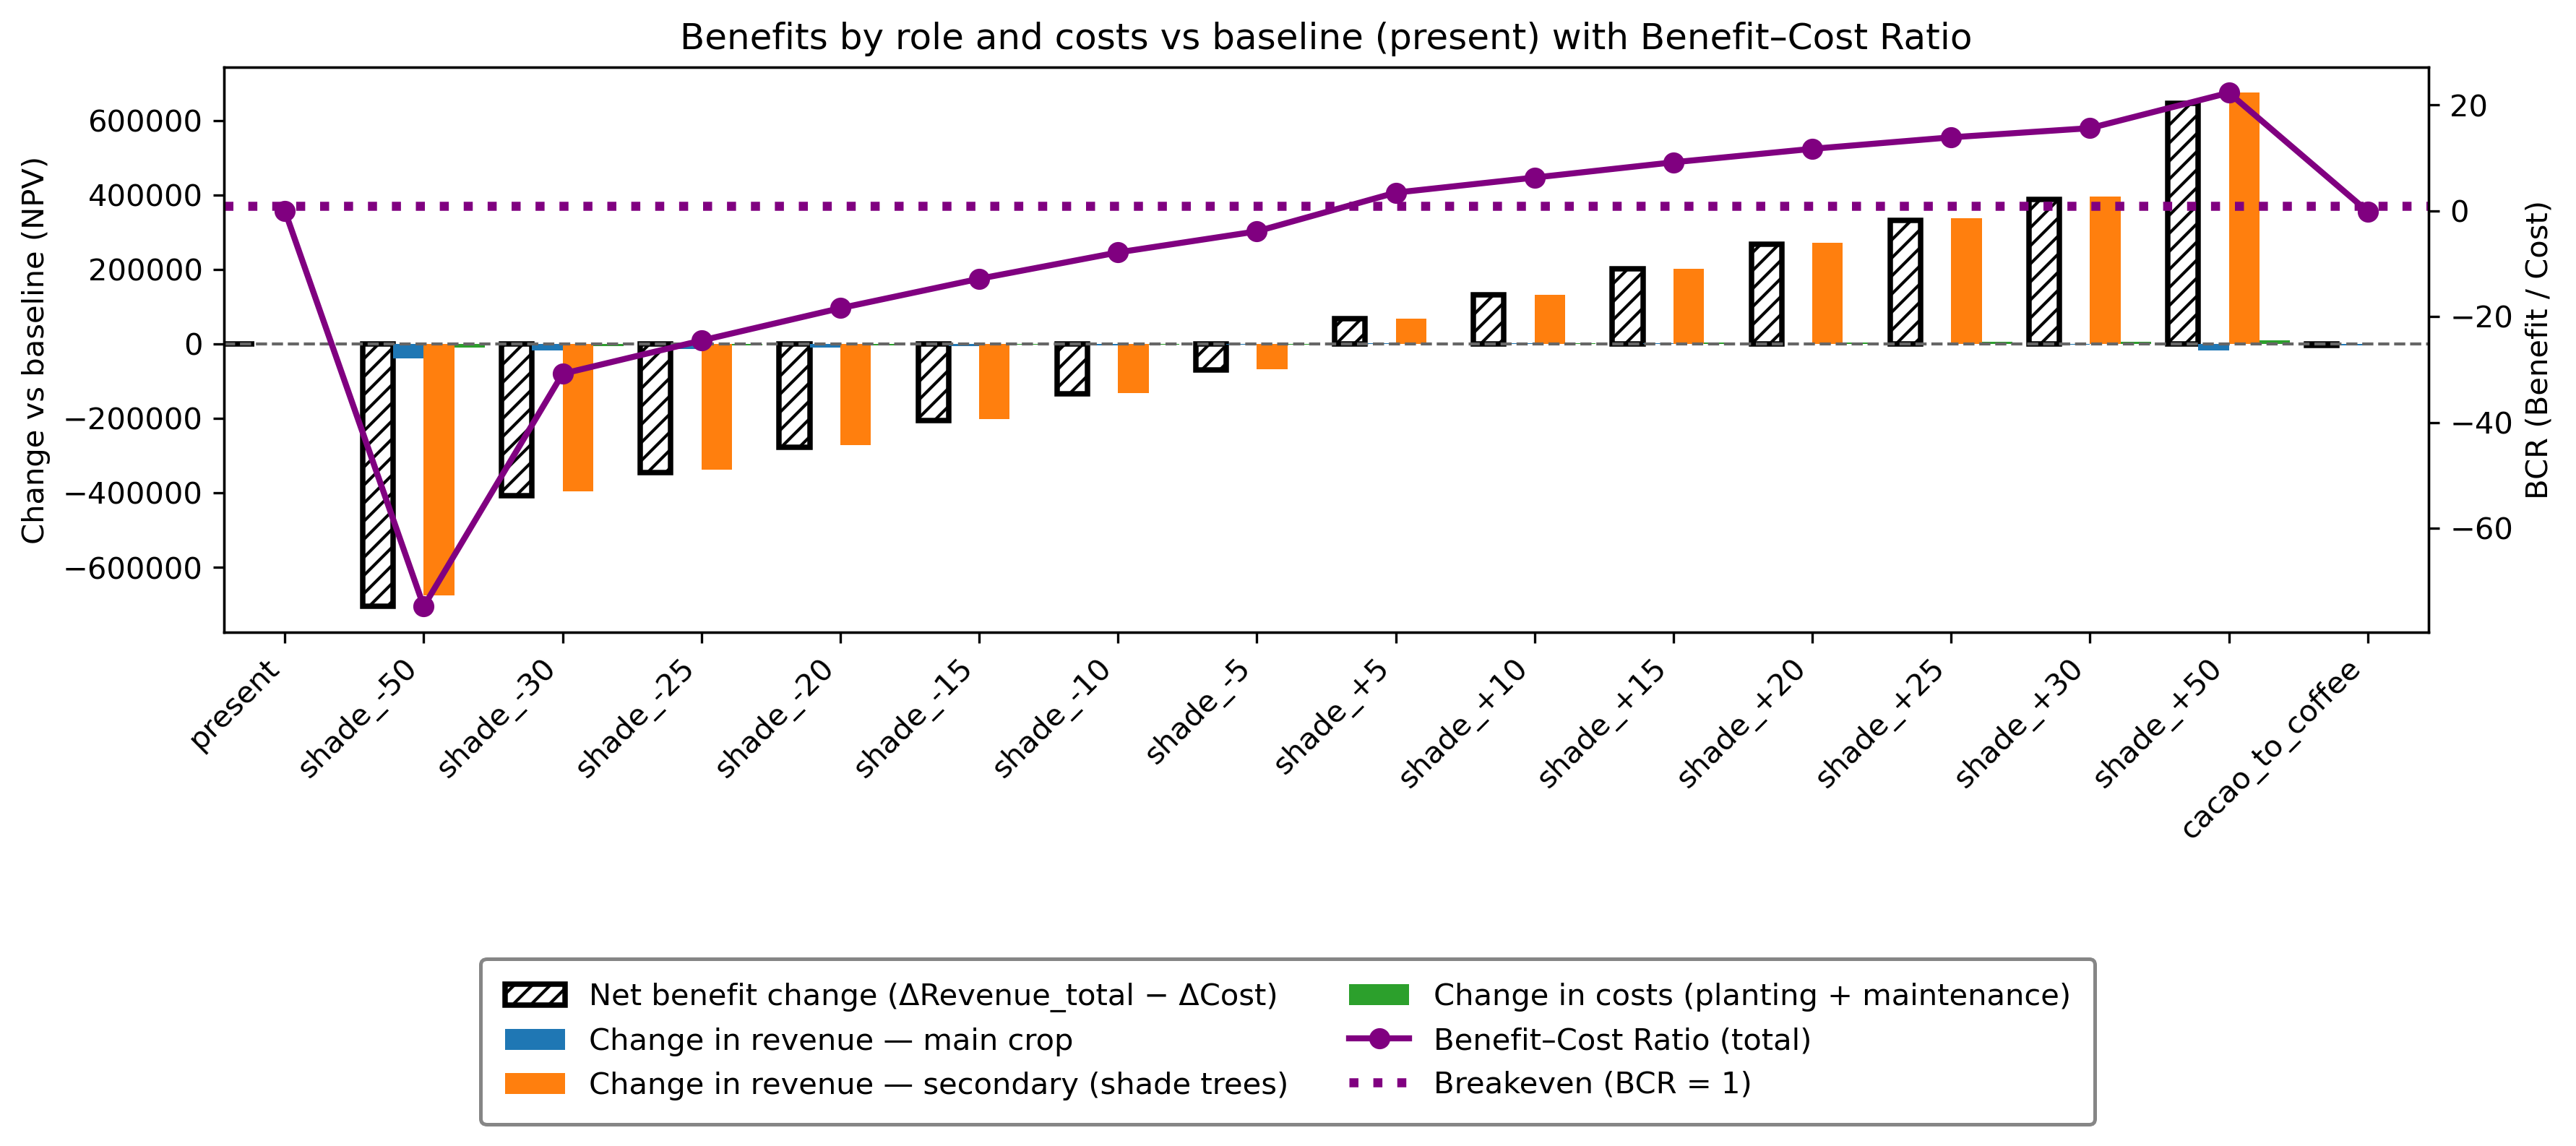 Benefits by role and costs vs baseline (present) with Benefit–Cost Ratio
Change vs baseline (NPV)
600000
400000
200000
0
−200000
−400000
−600000
20
0
−20
−40
−60
BCR (Benefit / Cost)
present
shade_-50
shade_-30
shade_-25
shade_-20
shade_-15
shade_-10
shade_-5
shade_+5
shade_+10
shade_+15
shade_+20
shade_+25
shade_+30
shade_+50
cacao_to_coffee
Net benefit change (ΔRevenue_total − ΔCost)
Change in revenue — main crop
Change in revenue — secondary (shade trees)
Change in costs (planting + maintenance)
Benefit–Cost Ratio (total)
Breakeven (BCR = 1)